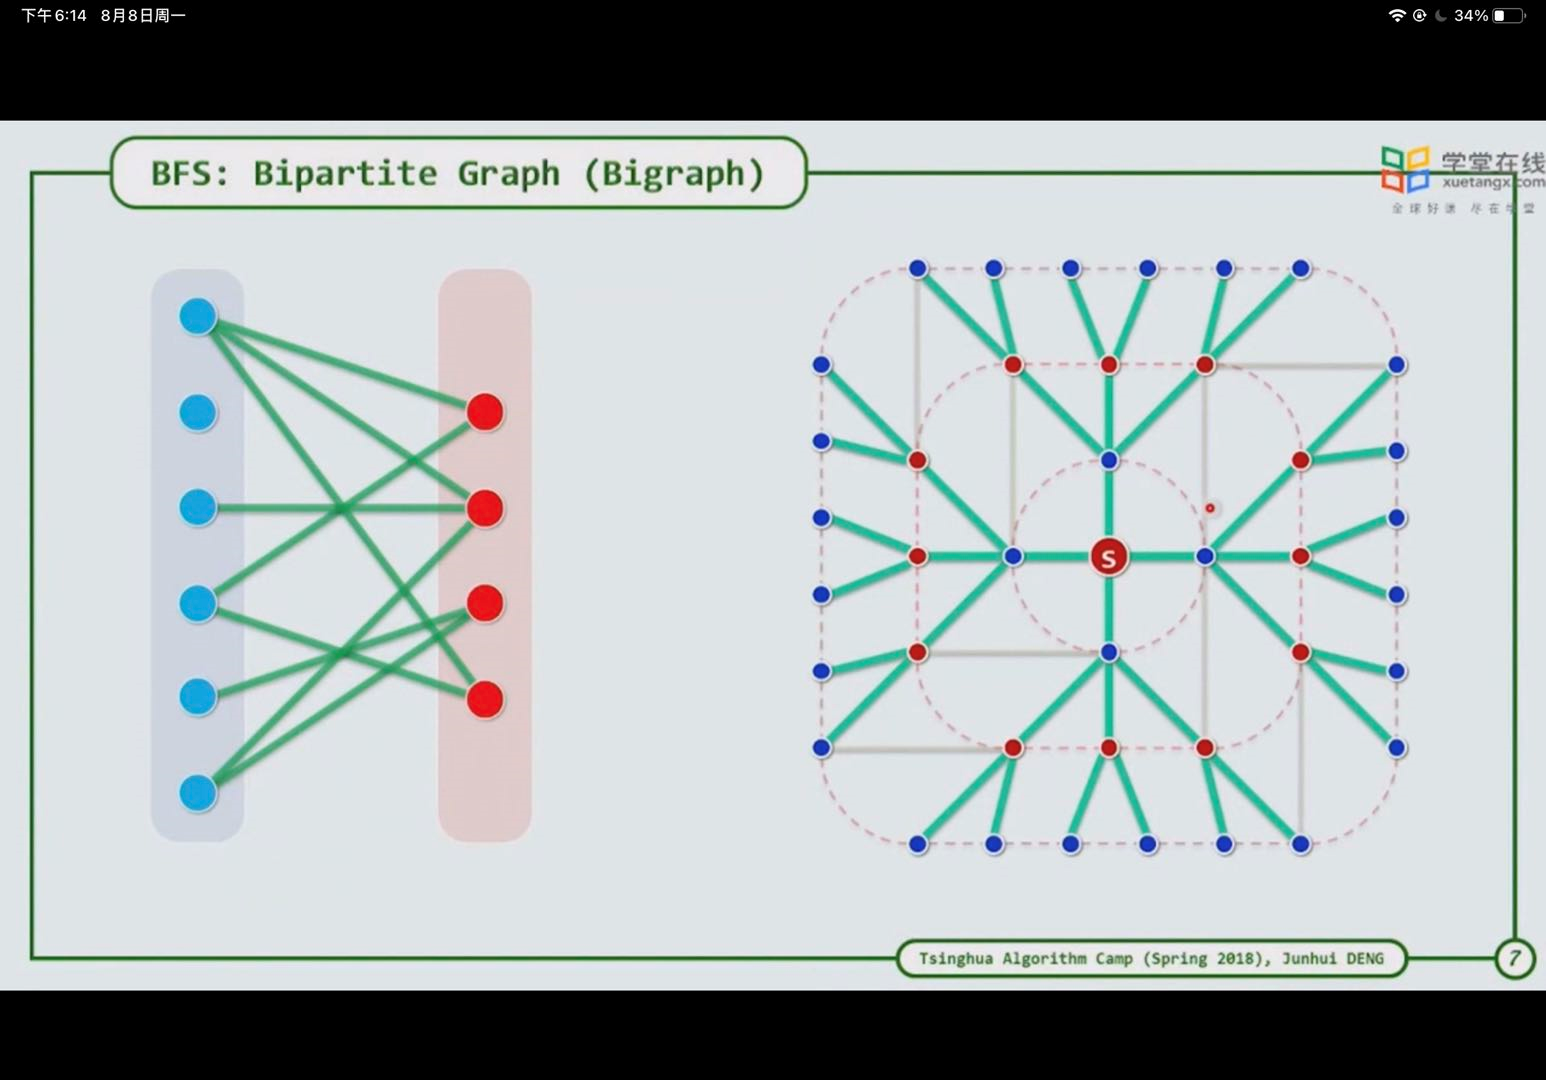 下午6:14 8月8日周一
34%
BFS: Bipartite Graph (Bigraph)
学堂在线
xuetangx.com
全球好课 尽在学堂
S
Tsinghua Algorithm Camp (Spring 2018), Junhui DENG
7